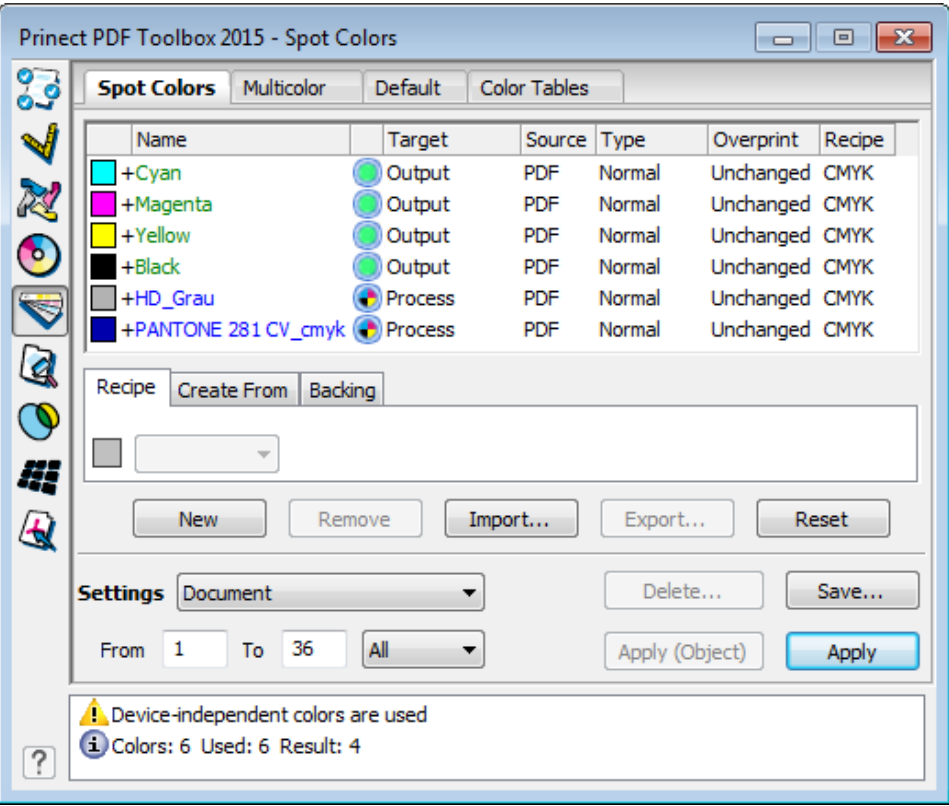 Prinect PDF Toolbox 2015 - Spot Colors
Spot Colors Multicolor Default Color Tables
Name Target Source Type Overprint Recipe
+Cyan Output PDF Normal Unchanged CMYK
+Magenta Output PDF Normal Unchanged CMYK
+Yellow Output PDF Normal Unchanged CMYK
+Black Output PDF Normal Unchanged CMYK
+HD_Grau Process PDF Normal Unchanged CMYK
+PANTONE 281 CV_cmyk Process PDF Normal Unchanged CMYK
Recipe Create From Backing
New Remove Import... Export... Reset
Settings Document Delete... Save...
From 1 To 36 All Apply (Object) Apply
Device-independent colors are used
Colors: 6 Used: 6 Result: 4
?